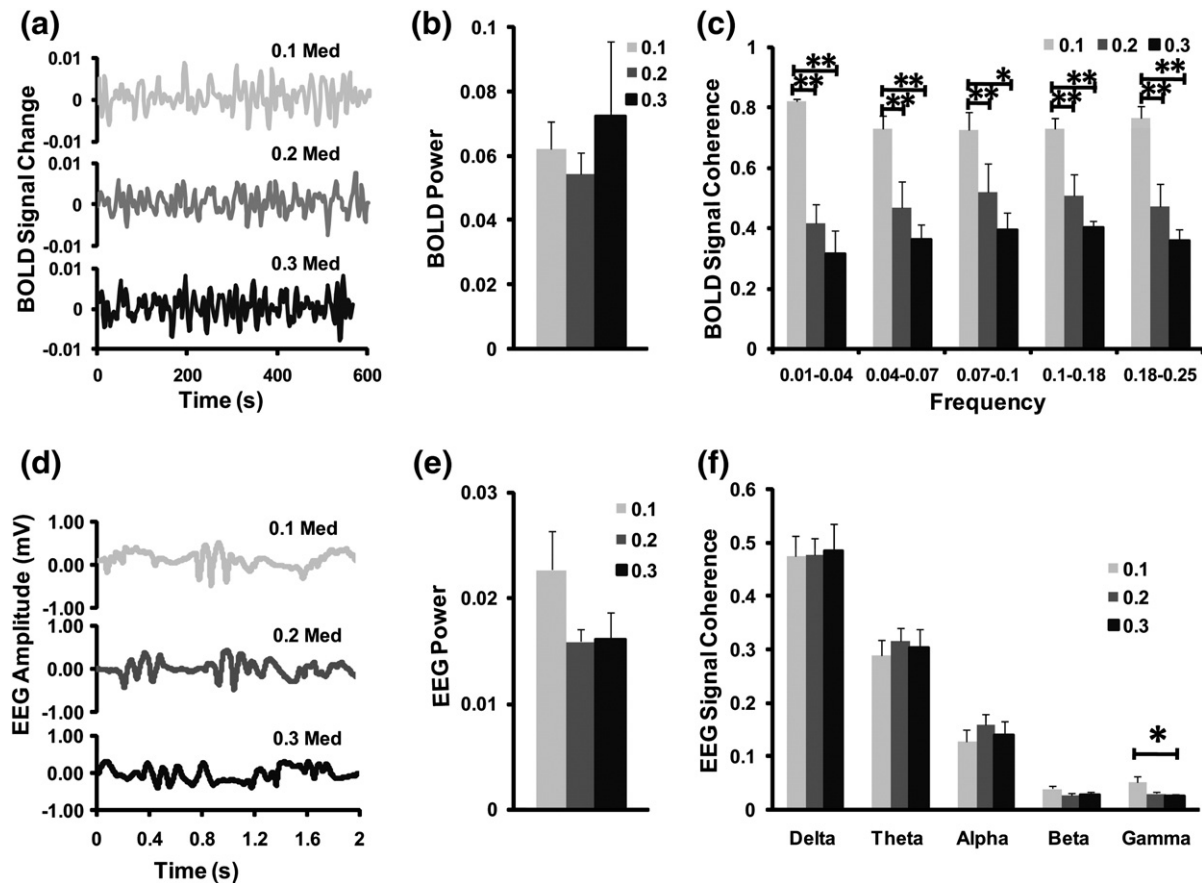 (a)
0.1 Med
0.01
0
-0.01
0.2 Med
0.01
0
-0.01
0.3 Med
0.01
0
-0.01
BOLD Signal Change
0 200 400 600
Time (s)
(b)
0.1
0.08
0.06
0.04
0.02
0
BOLD Power
0.1
0.2
0.3
(c)
1
0.8
0.6
0.4
0.2
0
BOLD Signal Coherence
0.1 0.2 0.3
** ** ** * **
** ** ** ** **
** **
0.01-0.04 0.04-0.07 0.07-0.1 0.1-0.18 0.18-0.25
Frequency
(d)
0.1 Med
1.00
0.00
-1.00
0.2 Med
1.00
0.00
-1.00
0.3 Med
1.00
0.00
-1.00
EEG Amplitude (mV)
0 0.4 0.8 1.2 1.6 2
Time (s)
(e)
0.03
0.02
0.01
0
EEG Power
0.1
0.2
0.3
(f)
0.6
0.5
0.4
0.3
0.2
0.1
0
EEG Signal Coherence
0.1
0.2
0.3
*
Delta Theta Alpha Beta Gamma